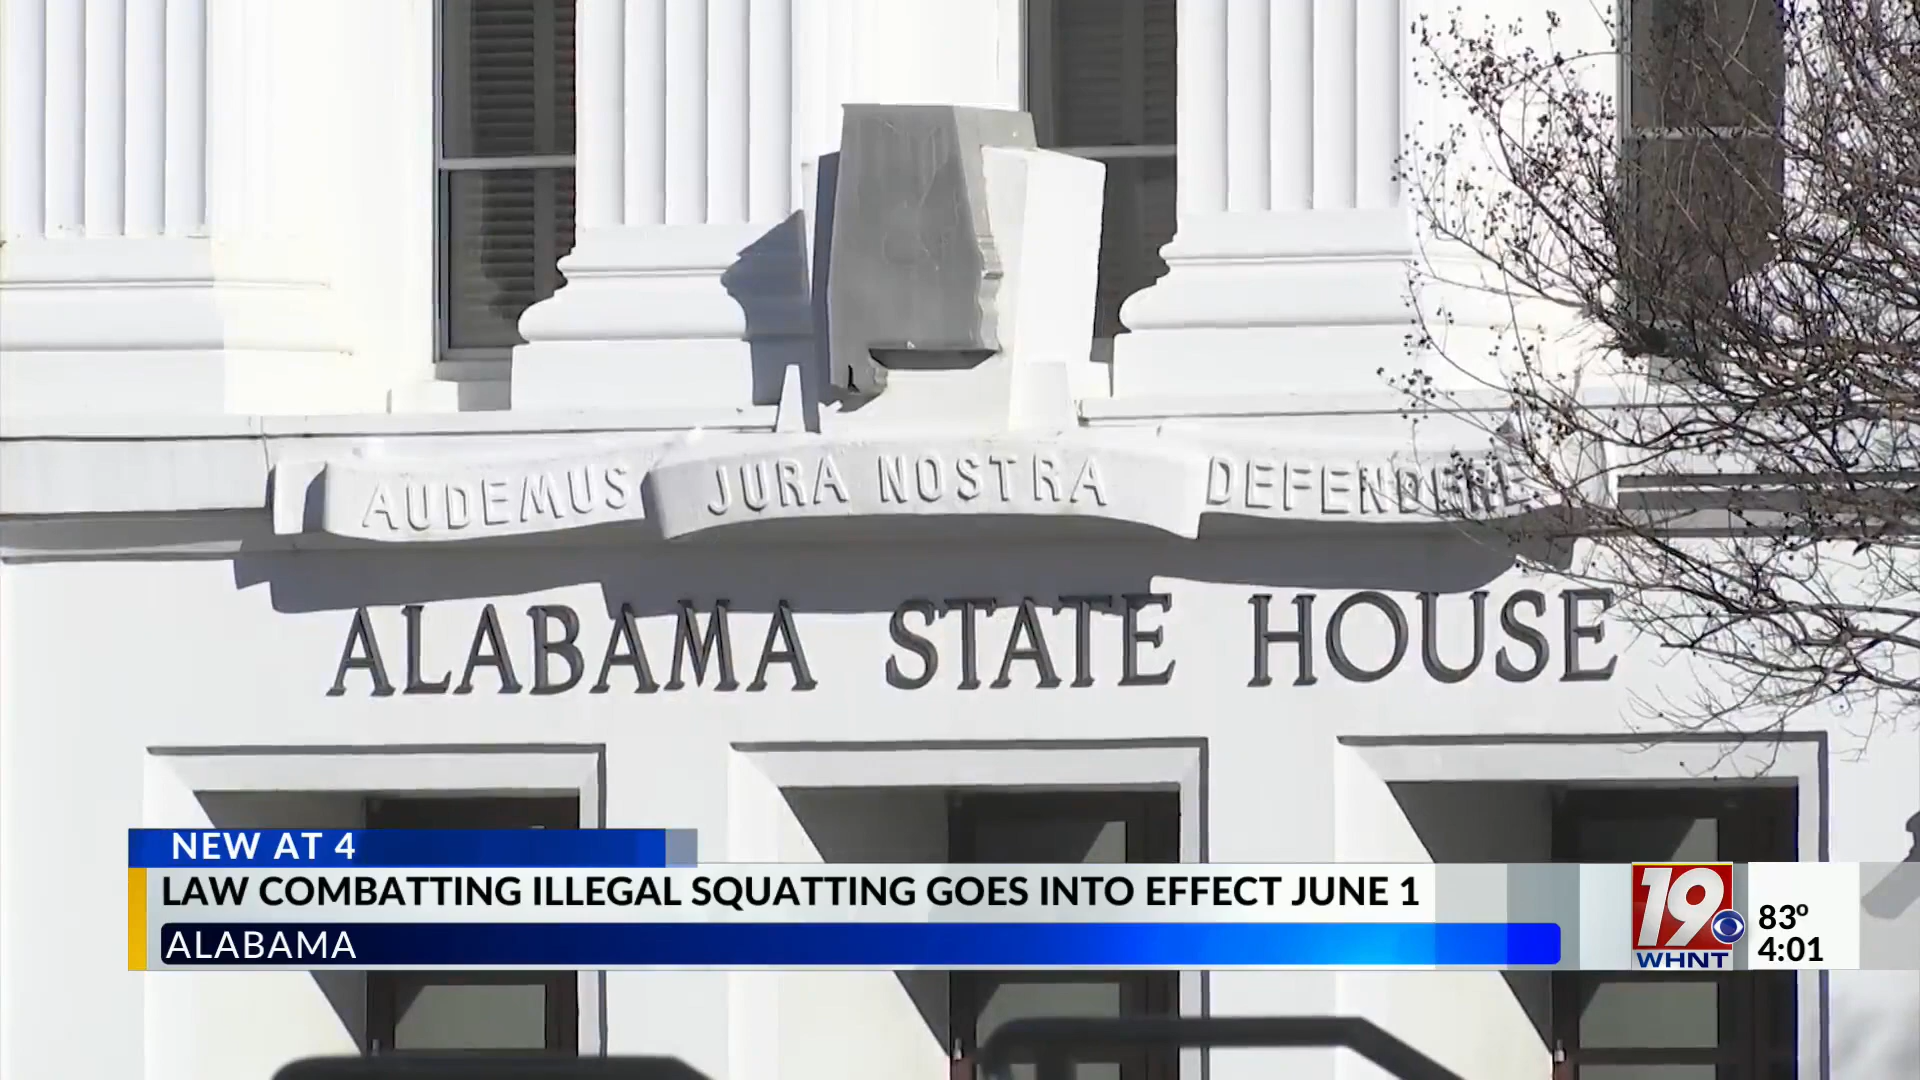 AUDEMUS JURA NOSTRA DEFENDERE
ALABAMA STATE HOUSE
NEW AT 4
LAW COMBATTING ILLEGAL SQUATTING GOES INTO EFFECT JUNE 1
ALABAMA
19
WHNT
83º
4:01